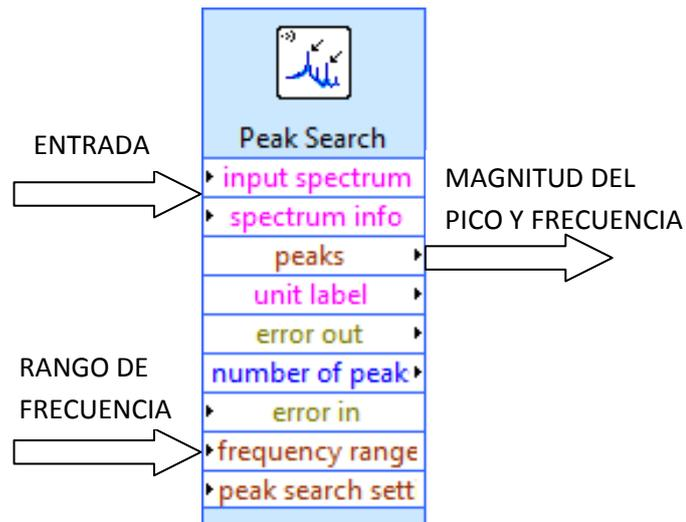 Peak Search
ENTRADA
input spectrum
spectrum info
peaks
unit label
error out
number of peak
error in
frequency range
peak search sett
MAGNITUD DEL
PICO Y FRECUENCIA
RANGO DE
FRECUENCIA